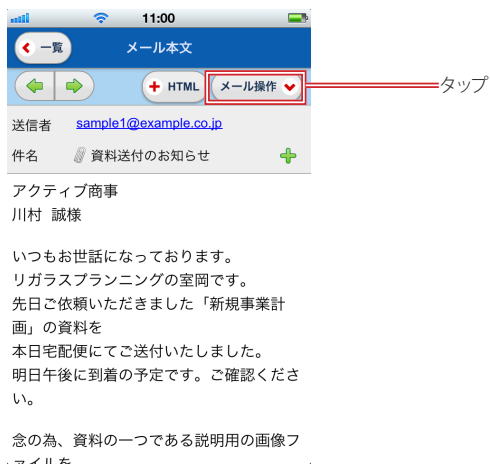 11:00
一覧
メール本文
HTML
メール操作
タップ
送信者 sample1@example.co.jp
件名 資料送付のお知らせ
アクティブ商事
川村 誠様
いつもお世話になっております。
リガラスプランニングの室岡です。
先日ご依頼いただきました「新規事業計
画」の資料を
本日宅配便にてご送付いたしました。
明日午後に到着の予定です。ご確認くださ
い。
念の為、資料の一つである説明用の画像フ
ァイルを